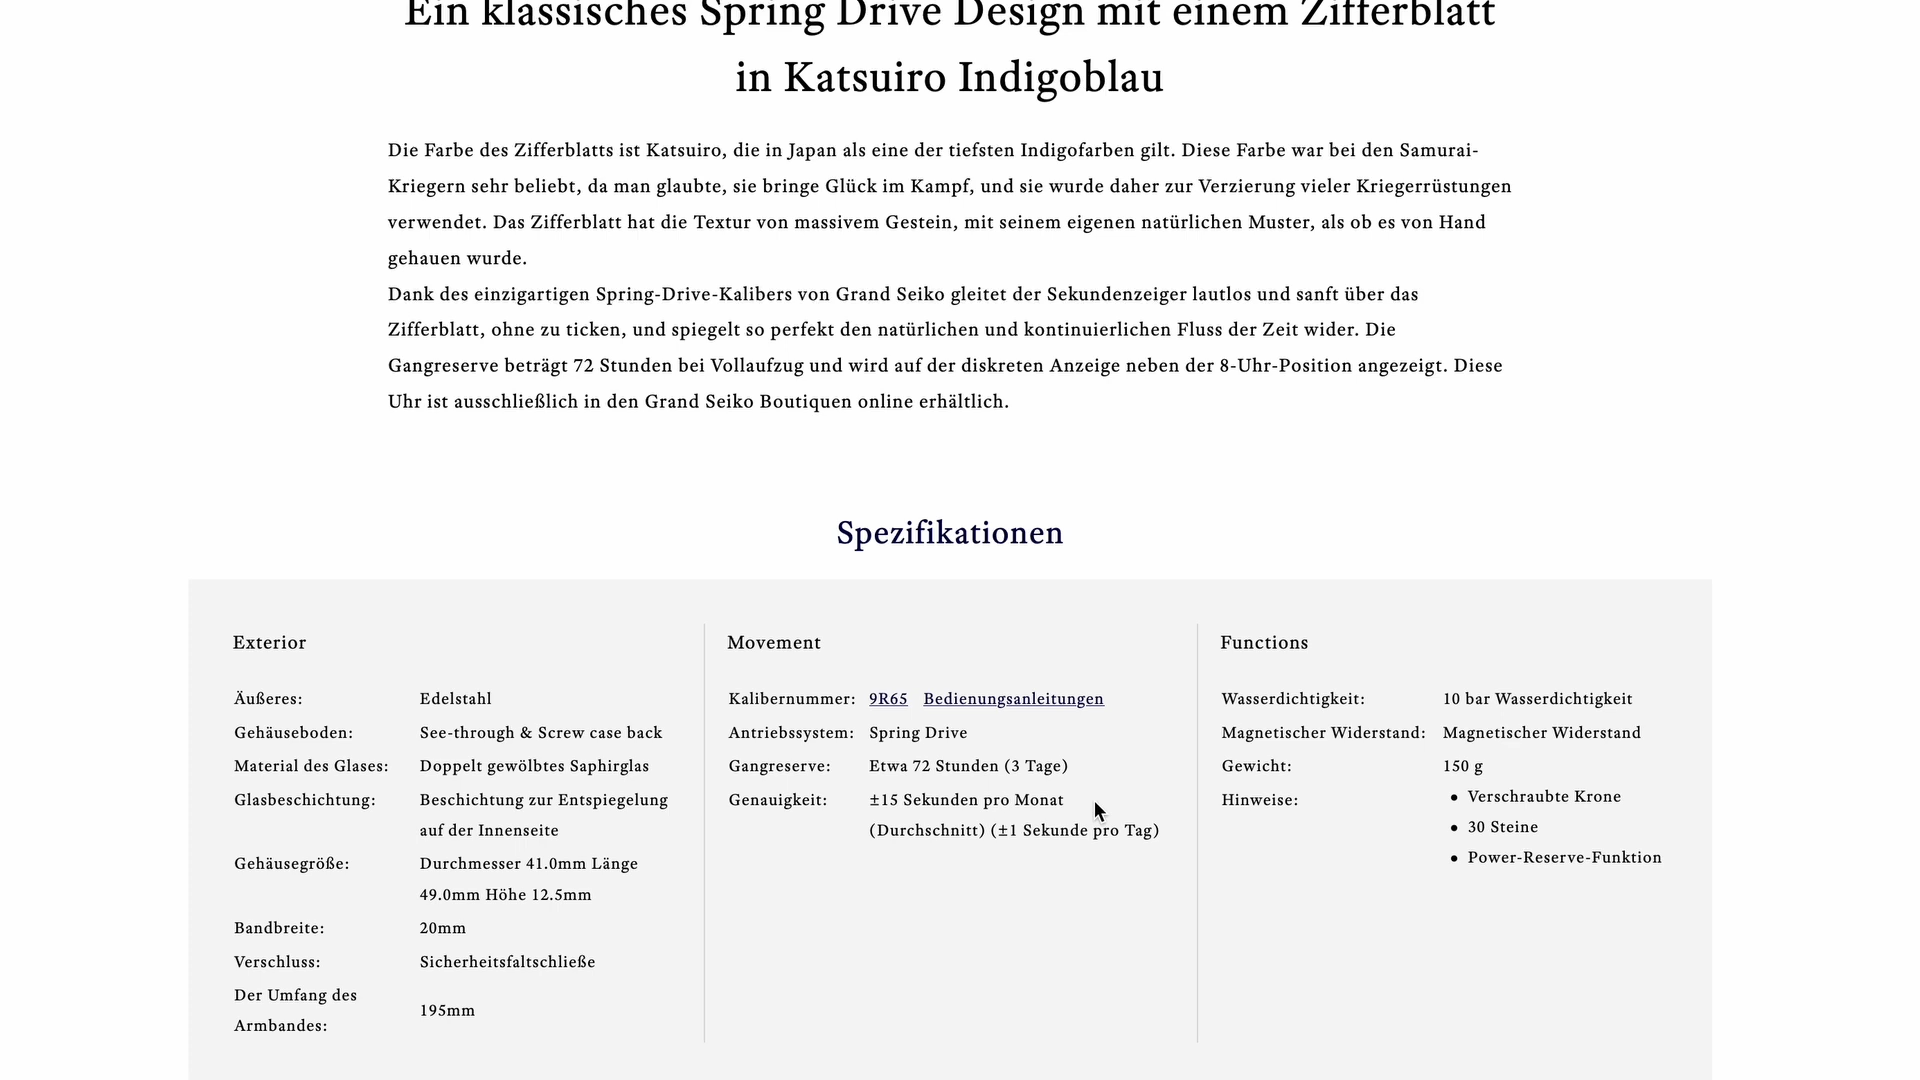 Ein klassisches Spring Drive Design mit einem Zifferblatt
in Katsuiro Indigoblau
Die Farbe des Zifferblatts ist Katsuiro, die in Japan als eine der tiefsten Indigofarben gilt. Diese Farbe war bei den Samurai-
Kriegern sehr beliebt, da man glaubte, sie bringe Glück im Kampf, und sie wurde daher zur Verzierung vieler Kriegerrüstungen
verwendet. Das Zifferblatt hat die Textur von massivem Gestein, mit seinem eigenen natürlichen Muster, als ob es von Hand
gehauen wurde.
Dank des einzigartigen Spring-Drive-Kalibers von Grand Seiko gleitet der Sekundenzeiger lautlos und sanft über das
Zifferblatt, ohne zu ticken, und spiegelt so perfekt den natürlichen und kontinuierlichen Fluss der Zeit wider. Die
Gangreserve beträgt 72 Stunden bei Vollaufzug und wird auf der diskreten Anzeige neben der 8-Uhr-Position angezeigt. Diese
Uhr ist ausschließlich in den Grand Seiko Boutiquen online erhältlich.
Spezifikationen
Exterior
Äußeres: Edelstahl
Gehäuseboden: See-through & Screw case back
Material des Glases: Doppelt gewölbtes Saphirglas
Glasbeschichtung: Beschichtung zur Entspiegelung
auf der Innenseite
Gehäusegröße: Durchmesser 41.0mm Länge
49.0mm Höhe 12.5mm
Bandbreite: 20mm
Verschluss: Sicherheitsfaltschließe
Der Umfang des
Armbandes: 195mm
Movement
Kalibernummer: 9R65 Bedienungsanleitungen
Antriebssystem: Spring Drive
Gangreserve: Etwa 72 Stunden (3 Tage)
Genauigkeit: ±15 Sekunden pro Monat
(Durchschnitt) (±1 Sekunde pro Tag)
Functions
Wasserdichtigkeit: 10 bar Wasserdichtigkeit
Magnetischer Widerstand: Magnetischer Widerstand
Gewicht: 150 g
Hinweise: • Verschraubte Krone
• 30 Steine
• Power-Reserve-Funktion